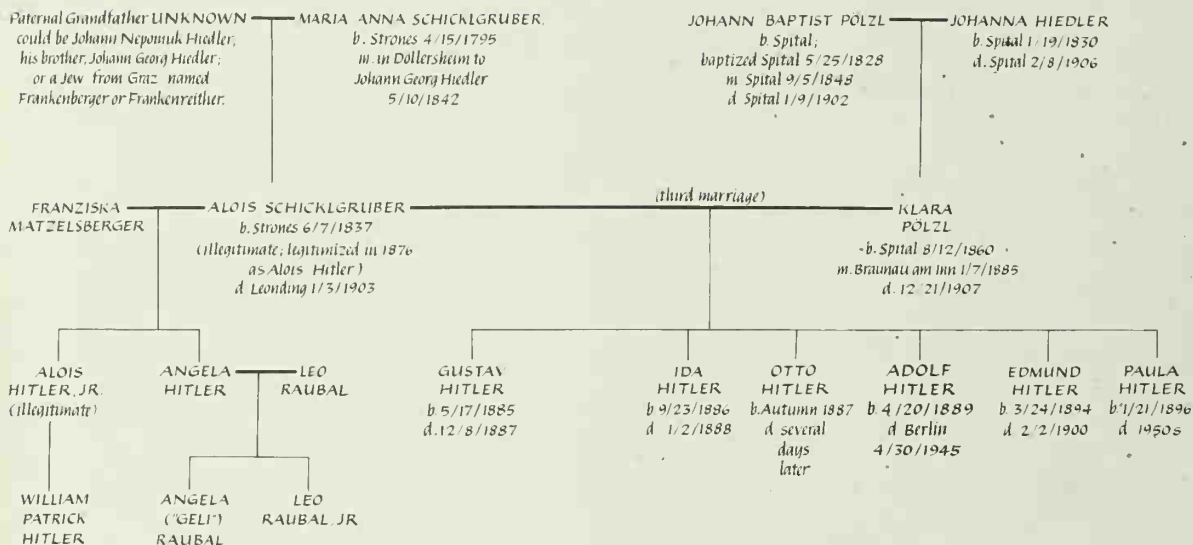 Paternal Grandfather UNKNOWN
could be Johann Nepomuk Hiedler;
his brother, Johann Georg Hiedler;
or a Jew from Graz named
Frankenberger or Frankenreither.
MARIA ANNA SCHICKLGRUBER,
b. Strones 4/15/1795
m. in Döllersheim to
Johann Georg Hiedler
5/10/1842
JOHANN BAPTIST PÖLZL
b. Spital;
baptized Spital 5/25/1828
m. Spital 9/5/1848
d. Spital 1/9/1902
JOHANNA HIEDLER
b. Spital 1/19/1830
d. Spital 2/8/1906
FRANZISKA
MATZELSBERGER
ALOIS SCHICKLGRUBER
b. Strones 6/7/1837
(illegitimate; legitimized in 1876
as Alois Hitler)
d. Leonding 1/3/1903
(third marriage)
KLARA
PÖLZL
b. Spital 8/12/1860
m. Braunau am Inn 1/7/1885
d. 12/21/1907
ALOIS
HITLER, JR.
(illegitimate)
ANGELA
HITLER
LEO
RAUBAL
GUSTAV
HITLER
b. 5/17/1885
d. 12/8/1887
IDA
HITLER
b. 9/23/1886
d. 1/2/1888
OTTO
HITLER
b. Autumn 1887
d. several
days
later
ADOLF
HITLER
b. 4/20/1889
d. Berlin
4/30/1945
EDMUND
HITLER
b. 3/24/1894
d. 2/2/1900
PAULA
HITLER
b. 1/21/1896
d. 1950s
WILLIAM
PATRICK
HITLER
ANGELA
("GELI")
RAUBAL
LEO
RAUBAL, JR.